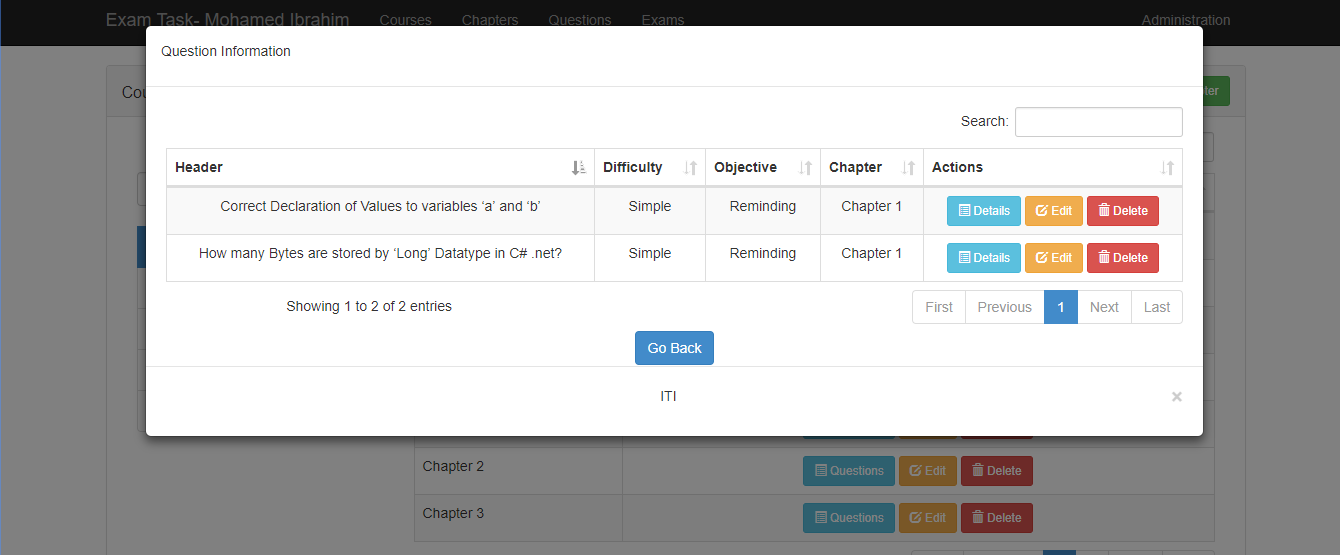 Exam Task- Mohamed Ibrahim Courses Chapters Questions Exams Administration
Question Information
Search:
Header Difficulty Objective Chapter Actions
Correct Declaration of Values to variables ‘a’ and ‘b’ Simple Reminding Chapter 1 Details Edit Delete
How many Bytes are stored by ‘Long’ Datatype in C# .net? Simple Reminding Chapter 1 Details Edit Delete
Showing 1 to 2 of 2 entries First Previous 1 Next Last
Go Back
ITI ×
Chapter 2 Questions Edit Delete
Chapter 3 Questions Edit Delete